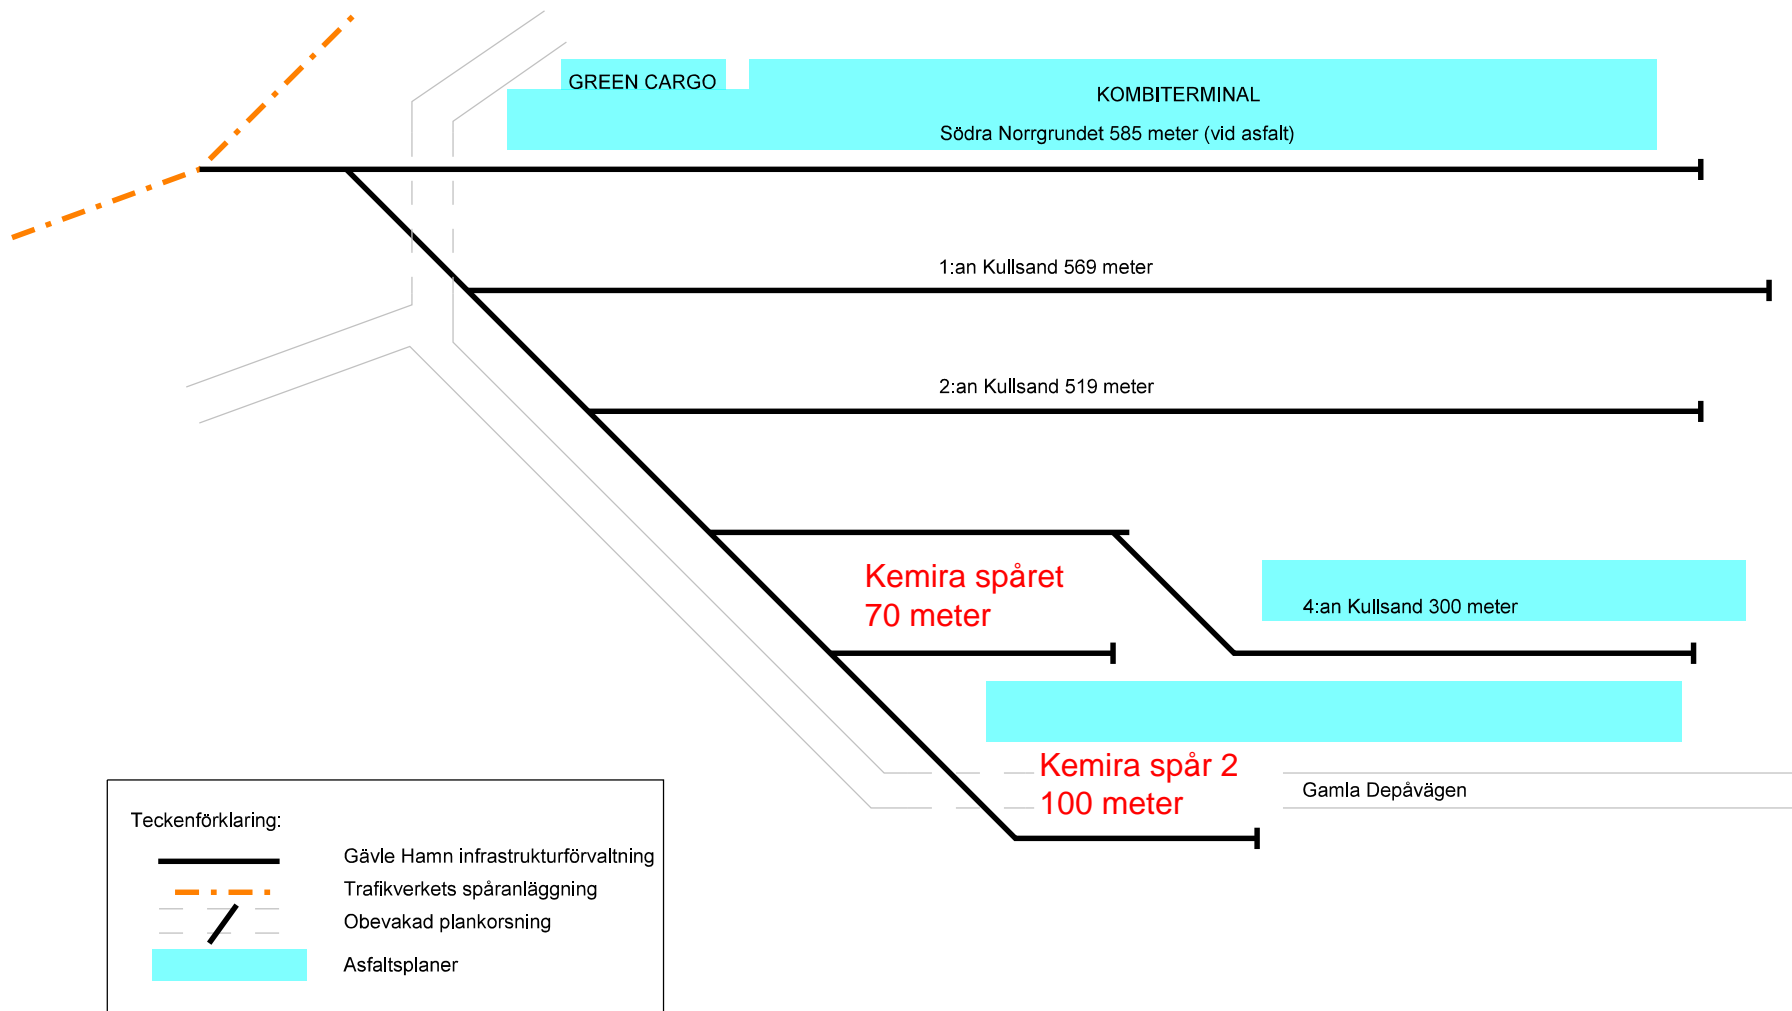 GREEN CARGO
KOMBITERMINAL
Södra Norrgrundet 585 meter (vid asfalt)
1:an Kullsand 569 meter
2:an Kullsand 519 meter
Kemira spåret
70 meter
4:an Kullsand 300 meter
Kemira spår 2
100 meter
Gamla Depåvägen
Teckenförklaring:
Gävle Hamn infrastrukturförvaltning
Trafikverkets spåranläggning
Obevakad plankorsning
Asfaltsplaner